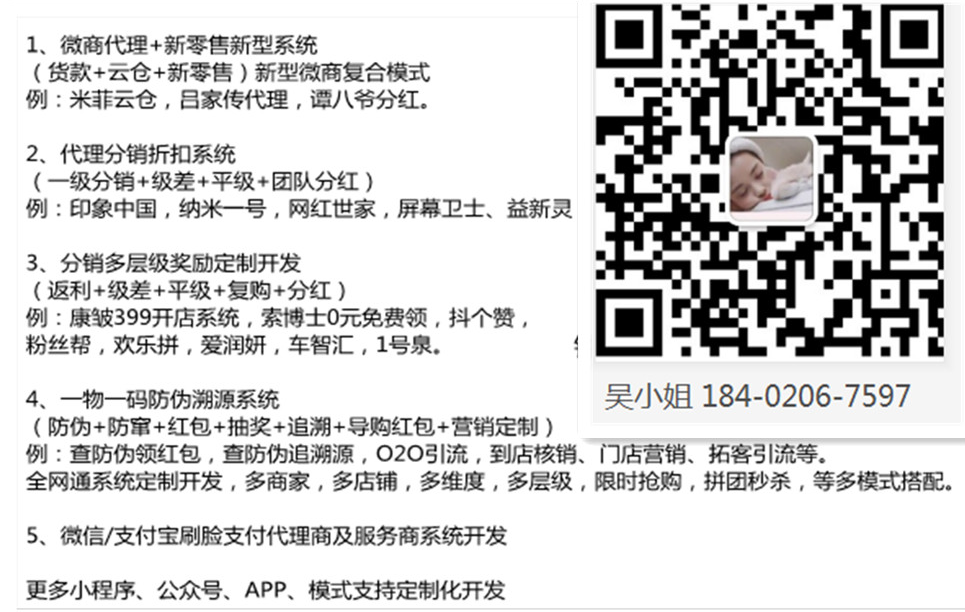 1、微商代理+新零售新型系统
（货款+云仓+新零售）新型微商复合模式
例：米菲云仓，吕家传代理，谭八爷分红。
2、代理分销折扣系统
（一级分销+级差+平级+团队分红）
例：印象中国，纳米一号，网红世家，屏幕卫士、益新灵
3、分销多层级奖励定制开发
（返利+级差+平级+复购+分红）
例：康皱399开店系统，索博士0元免费领，抖个赞，
粉丝帮，欢乐拼，爱润妍，车智汇，1号泉。
4、一物一码防伪溯源系统
（防伪+防窜+红包+抽奖+追溯+导购红包+营销定制）
例：查防伪领红包，查防伪追溯源，O2O引流，到店核销、门店营销、拓客引流等。
全网通系统定制开发，多商家，多店铺，多维度，多层级，限时抢购，拼团秒杀，等多模式搭配。
5、微信/支付宝刷脸支付代理商及服务商系统开发
更多小程序、公众号、APP、模式支持定制化开发
吴小姐 184-0206-7597